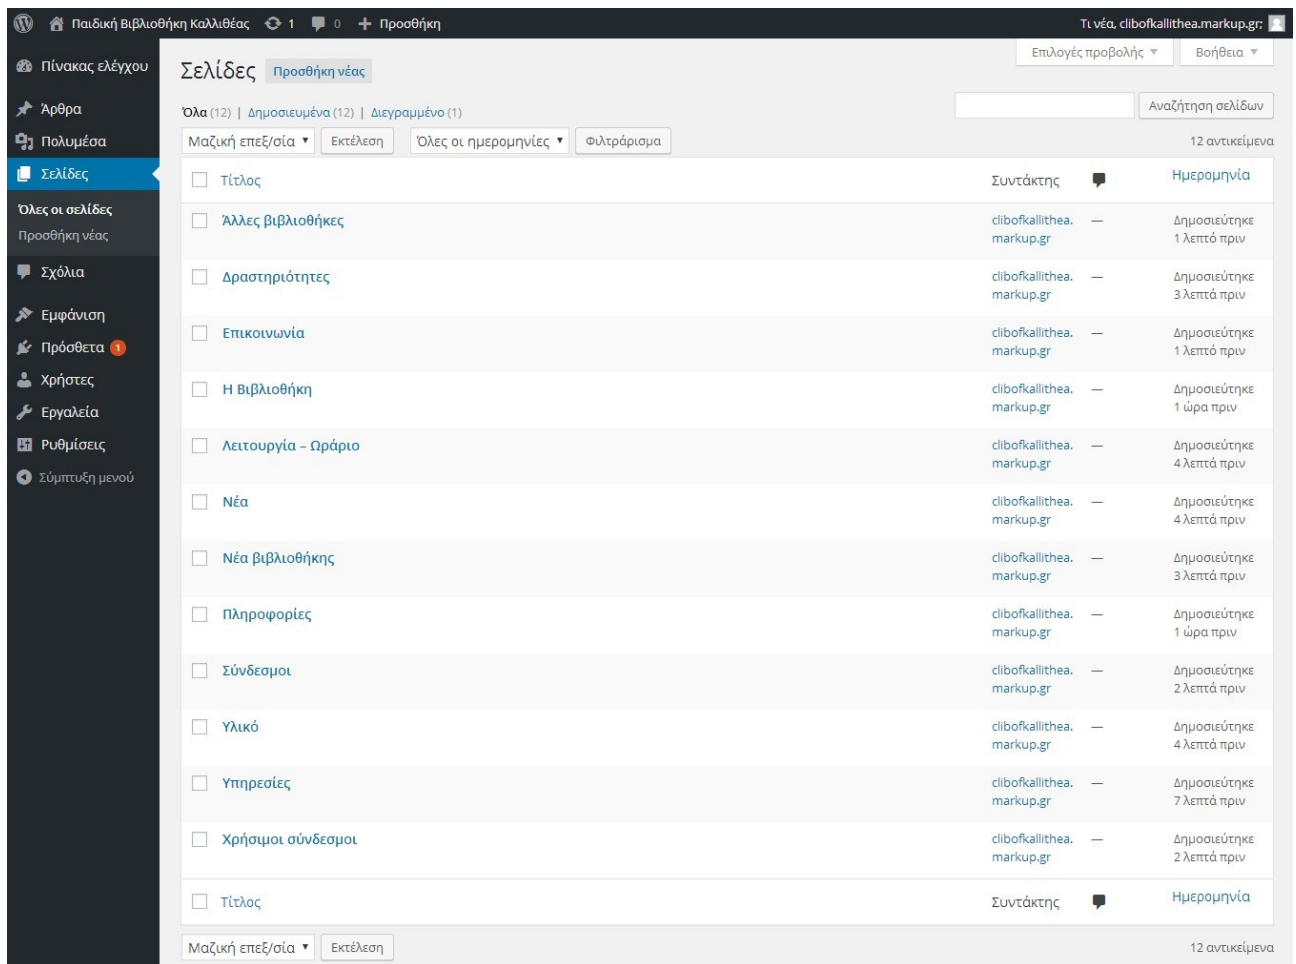 Παιδική Βιβλιοθήκη Καλλιθέας 1 0 + Προσθήκη Τι νέα, clibofkallithea.markup.gr;
Πίνακας ελέγχου
Άρθρα
Πολυμέσα
Σελίδες
Όλες οι σελίδες
Προσθήκη νέας
Σχόλια
Εμφάνιση
Πρόσθετα 1
Χρήστες
Εργαλεία
Ρυθμίσεις
Σύμπτυξη μενού
Επιλογές προβολής ▼ Βοήθεια ▼
Σελίδες Προσθήκη νέας
Όλα (12) | Δημοσιευμένα (12) | Διεγραμμένο (1) Αναζήτηση σελίδων
Μαζική επεξ/σία ▼ Εκτέλεση Όλες οι ημερομηνίες ▼ Φιλτράρισμα 12 αντικείμενα
Τίτλος Συντάκτης Ημερομηνία
Άλλες βιβλιοθήκες clibofkallithea. — Δημοσιεύτηκε
markup.gr 1 λεπτό πριν
Δραστηριότητες clibofkallithea. — Δημοσιεύτηκε
markup.gr 3 λεπτά πριν
Επικοινωνία clibofkallithea. — Δημοσιεύτηκε
markup.gr 1 λεπτό πριν
Η Βιβλιοθήκη clibofkallithea. — Δημοσιεύτηκε
markup.gr 1 ώρα πριν
Λειτουργία – Ωράριο clibofkallithea. — Δημοσιεύτηκε
markup.gr 4 λεπτά πριν
Νέα clibofkallithea. — Δημοσιεύτηκε
markup.gr 4 λεπτά πριν
Νέα βιβλιοθήκης clibofkallithea. — Δημοσιεύτηκε
markup.gr 3 λεπτά πριν
Πληροφορίες clibofkallithea. — Δημοσιεύτηκε
markup.gr 1 ώρα πριν
Σύνδεσμοι clibofkallithea. — Δημοσιεύτηκε
markup.gr 2 λεπτά πριν
Υλικό clibofkallithea. — Δημοσιεύτηκε
markup.gr 4 λεπτά πριν
Υπηρεσίες clibofkallithea. — Δημοσιεύτηκε
markup.gr 7 λεπτά πριν
Χρήσιμοι σύνδεσμοι clibofkallithea. — Δημοσιεύτηκε
markup.gr 2 λεπτά πριν
Τίτλος Συντάκτης Ημερομηνία
Μαζική επεξ/σία ▼ Εκτέλεση 12 αντικείμενα